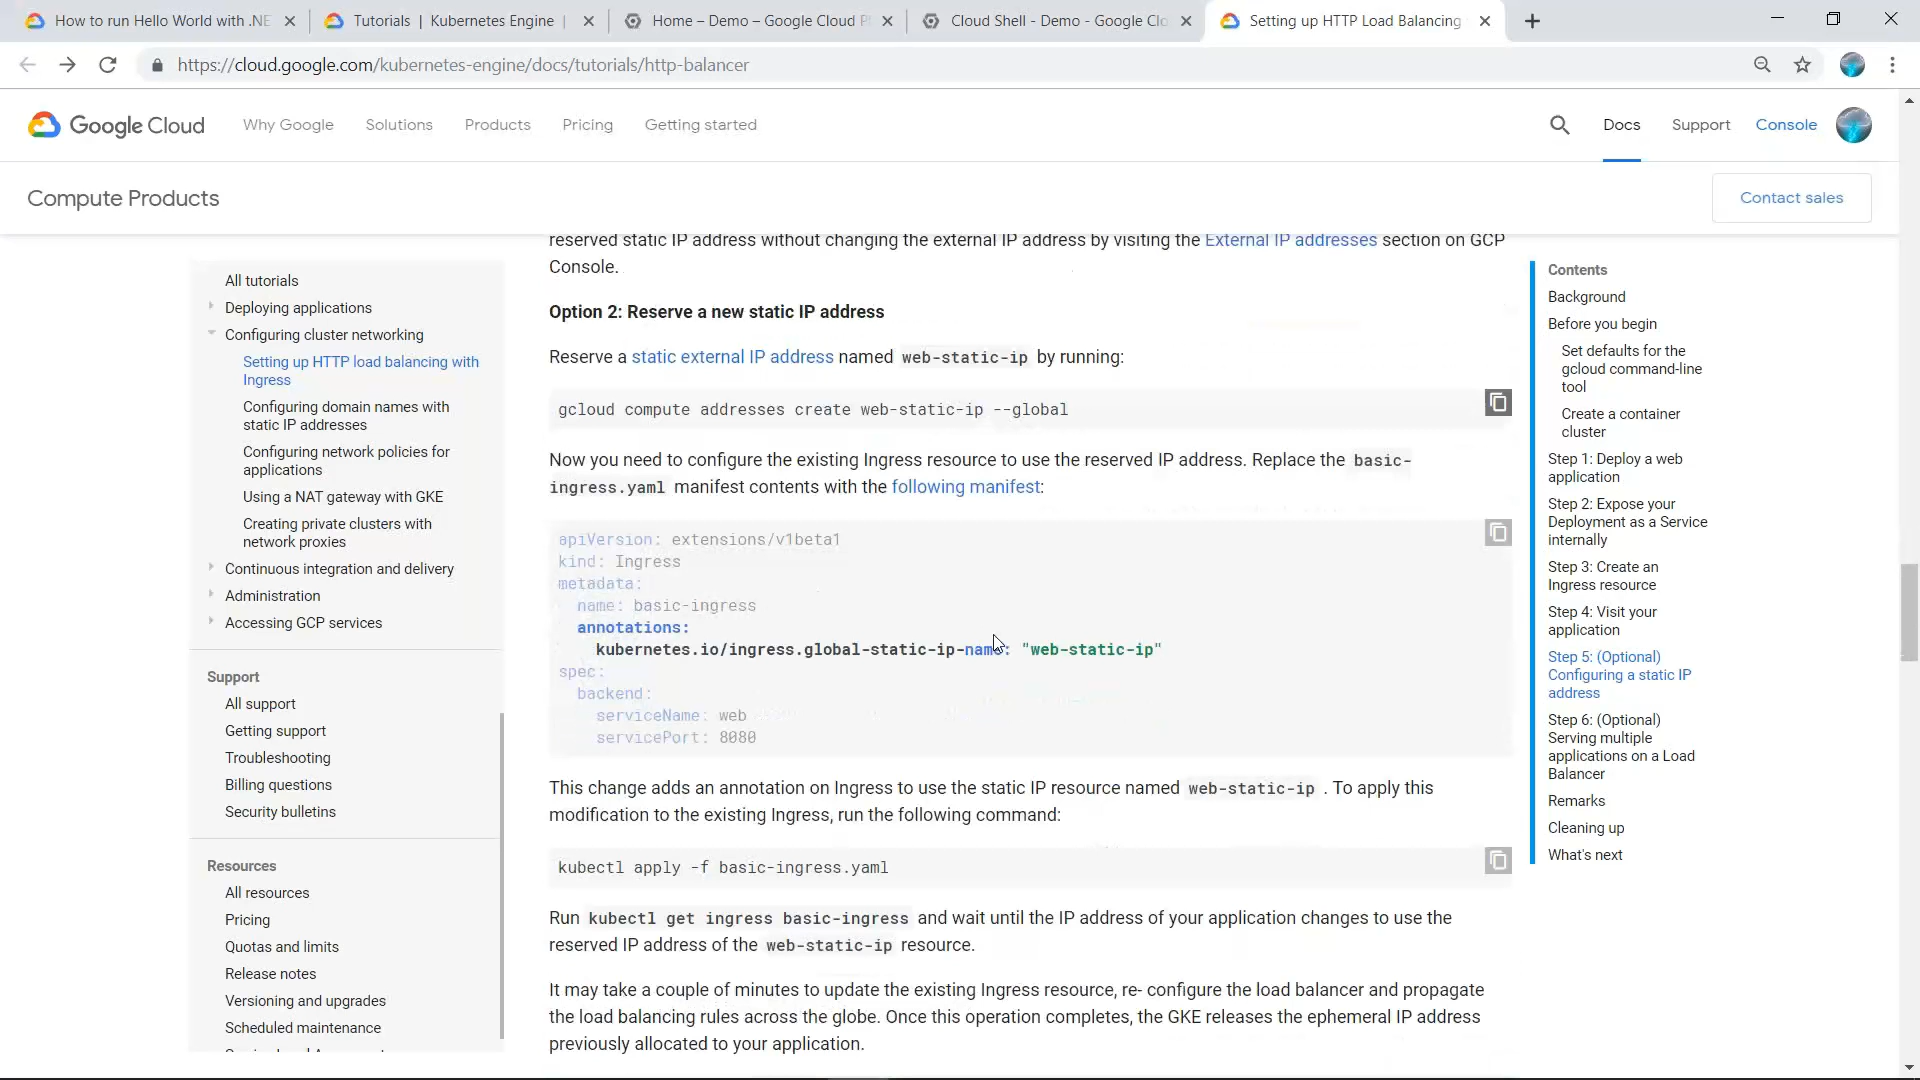 How to run Hello World with .NE
Tutorials | Kubernetes Engine |
Home – Demo – Google Cloud P
Cloud Shell - Demo - Google Clo
Setting up HTTP Load Balancing
https://cloud.google.com/kubernetes-engine/docs/tutorials/http-balancer
Google Cloud
Why Google
Solutions
Products
Pricing
Getting started
Docs
Support
Console
Compute Products
Contact sales
All tutorials
Deploying applications
Configuring cluster networking
Setting up HTTP load balancing with
Ingress
Configuring domain names with
static IP addresses
Configuring network policies for
applications
Using a NAT gateway with GKE
Creating private clusters with
network proxies
Continuous integration and delivery
Administration
Accessing GCP services
Support
All support
Getting support
Troubleshooting
Billing questions
Security bulletins
Resources
All resources
Pricing
Quotas and limits
Release notes
Versioning and upgrades
Scheduled maintenance
reserved static IP address without changing the external IP address by visiting the External IP addresses section on GCP
Console.
Option 2: Reserve a new static IP address
Reserve a static external IP address named web-static-ip by running:
gcloud compute addresses create web-static-ip --global
Now you need to configure the existing Ingress resource to use the reserved IP address. Replace the basic-
ingress.yaml manifest contents with the following manifest:
apiVersion: extensions/v1beta1
kind: Ingress
metadata:
name: basic-ingress
annotations:
kubernetes.io/ingress.global-static-ip-name: "web-static-ip"
spec:
backend:
serviceName: web
servicePort: 8080
This change adds an annotation on Ingress to use the static IP resource named web-static-ip . To apply this
modification to the existing Ingress, run the following command:
kubectl apply -f basic-ingress.yaml
Run kubectl get ingress basic-ingress and wait until the IP address of your application changes to use the
reserved IP address of the web-static-ip resource.
It may take a couple of minutes to update the existing Ingress resource, re- configure the load balancer and propagate
the load balancing rules across the globe. Once this operation completes, the GKE releases the ephemeral IP address
previously allocated to your application.
Contents
Background
Before you begin
Set defaults for the
gcloud command-line
tool
Create a container
cluster
Step 1: Deploy a web
application
Step 2: Expose your
Deployment as a Service
internally
Step 3: Create an
Ingress resource
Step 4: Visit your
application
Step 5: (Optional)
Configuring a static IP
address
Step 6: (Optional)
Serving multiple
applications on a Load
Balancer
Remarks
Cleaning up
What's next